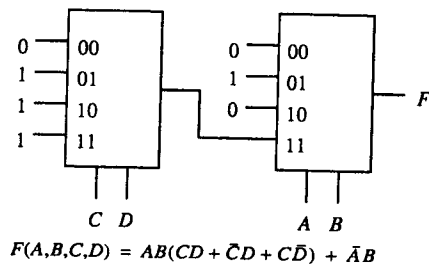 0 00
1 01
1 10
1 11
C D
0 00
1 01
0 10
11
A B
F
F(A,B,C,D) = AB(CD + C̄D + CD̄) + ĀB